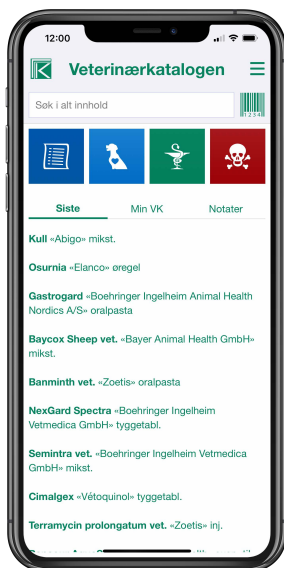 12:00
Veterinærkatalogen
Søk i alt innhold
1234
Siste Min VK Notater
Kull «Abigo» mikst.
Osurnia «Elanco» øregel
Gastrogard «Boehringer Ingelheim Animal Health
Nordics A/S» oralpasta
Baycox Sheep vet. «Bayer Animal Health GmbH»
mikst.
Banminth vet. «Zoetis» oralpasta
NexGard Spectra «Boehringer Ingelheim
Vetmedica GmbH» tyggetabl.
Semintra vet. «Boehringer Ingelheim Vetmedica
GmbH» mikst.
Cimalgex «Vétoquinol» tyggetabl.
Terramycin prolongatum vet. «Zoetis» inj.